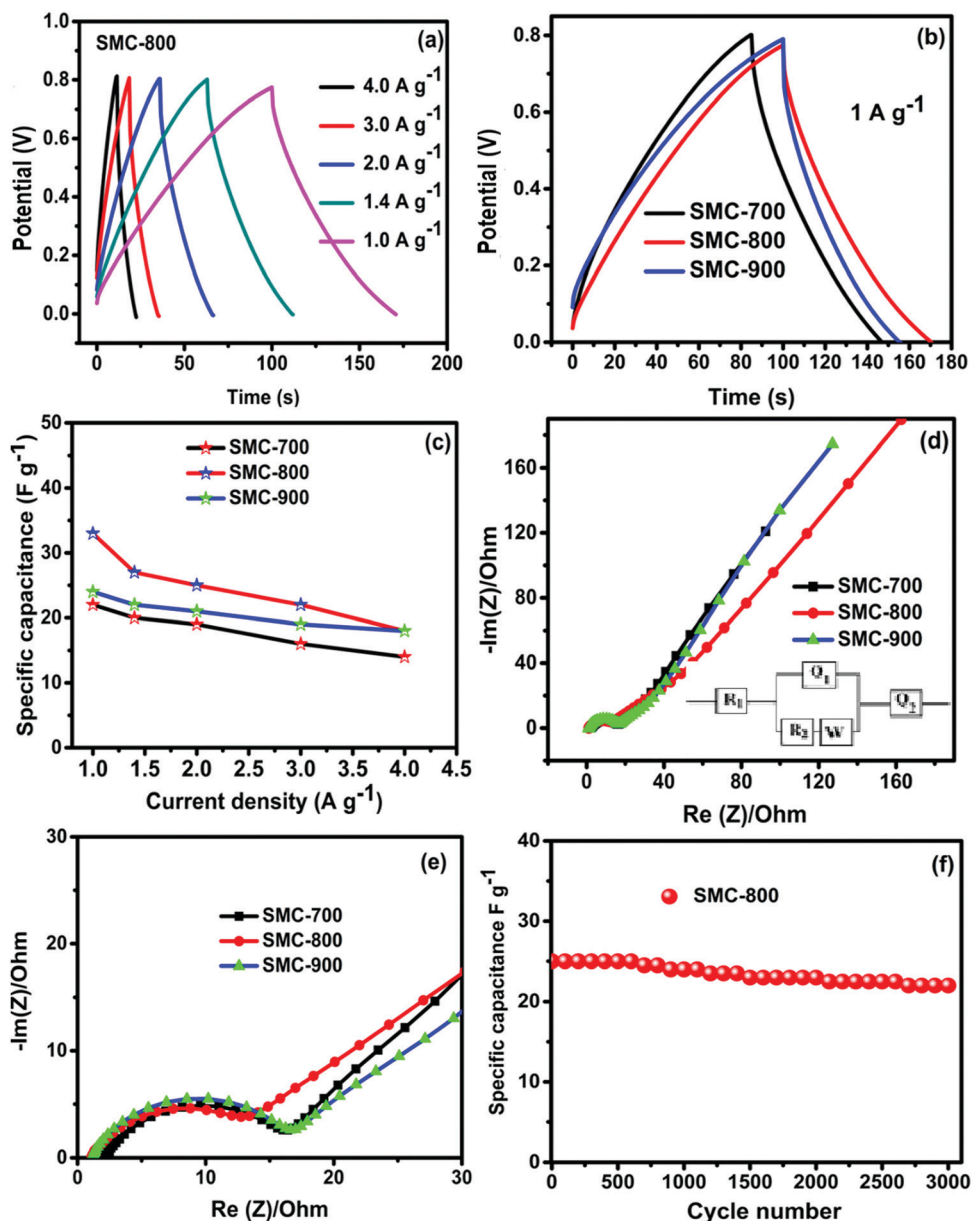 SMC-800
(a)
4.0 A g-1
3.0 A g-1
2.0 A g-1
1.4 A g-1
1.0 A g-1
1.0
0.8
0.6
0.4
0.2
0.0
Potential (V)
0 50 100 150 200
Time (s)
(b)
1 A g-1
SMC-700
SMC-800
SMC-900
0.8
0.4
0.0
Potential (V)
0 20 40 60 80 100 120 140 160 180
Time (s)
(c)
SMC-700
SMC-800
SMC-900
50
40
30
20
10
0
Specific capacitance (F g-1)
1.0 1.5 2.0 2.5 3.0 3.5 4.0 4.5
Current density (A g-1)
(d)
160
120
80
40
0
-Im(Z)/Ohm
SMC-700
SMC-800
SMC-900
R1
Q1
R2
W
Q2
0 40 80 120 160
Re (Z)/Ohm
(e)
SMC-700
SMC-800
SMC-900
30
20
10
0
-Im(Z)/Ohm
0 10 20 30
Re (Z)/Ohm
(f)
SMC-800
40
30
20
10
0
Specific capacitance F g-1
0 500 1000 1500 2000 2500 3000
Cycle number